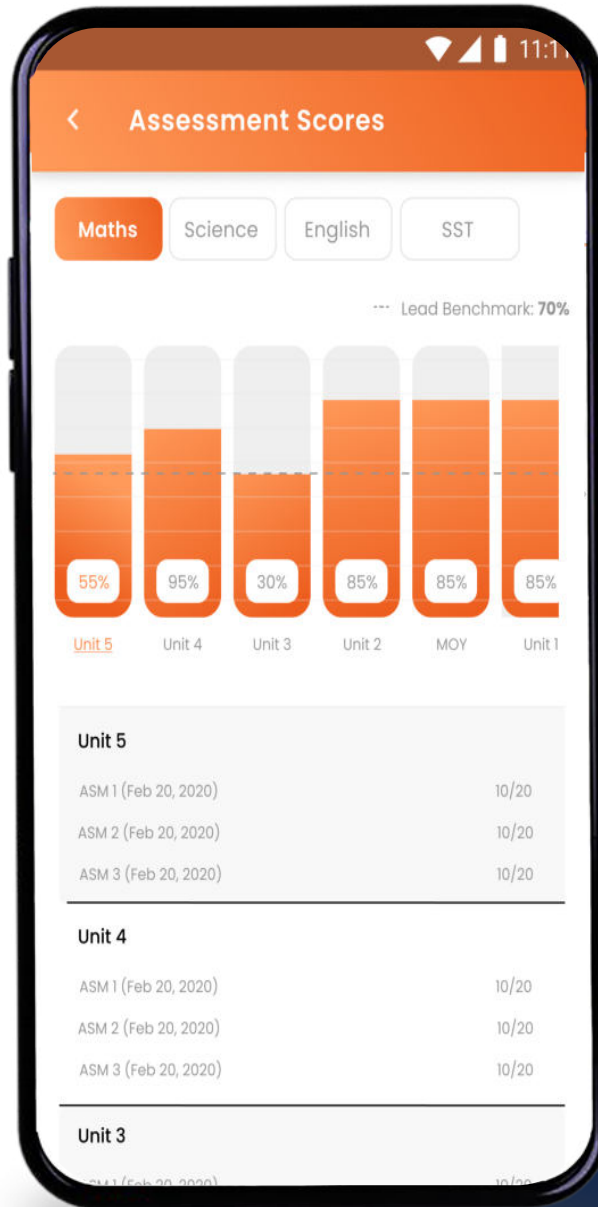 11:11
Assessment Scores
Maths Science English SST
--- Lead Benchmark: 70%
55% 95% 30% 85% 85% 85%
Unit 5 Unit 4 Unit 3 Unit 2 MOY Unit 1
Unit 5
ASM 1 (Feb 20, 2020) 10/20
ASM 2 (Feb 20, 2020) 10/20
ASM 3 (Feb 20, 2020) 10/20
Unit 4
ASM 1 (Feb 20, 2020) 10/20
ASM 2 (Feb 20, 2020) 10/20
ASM 3 (Feb 20, 2020) 10/20
Unit 3